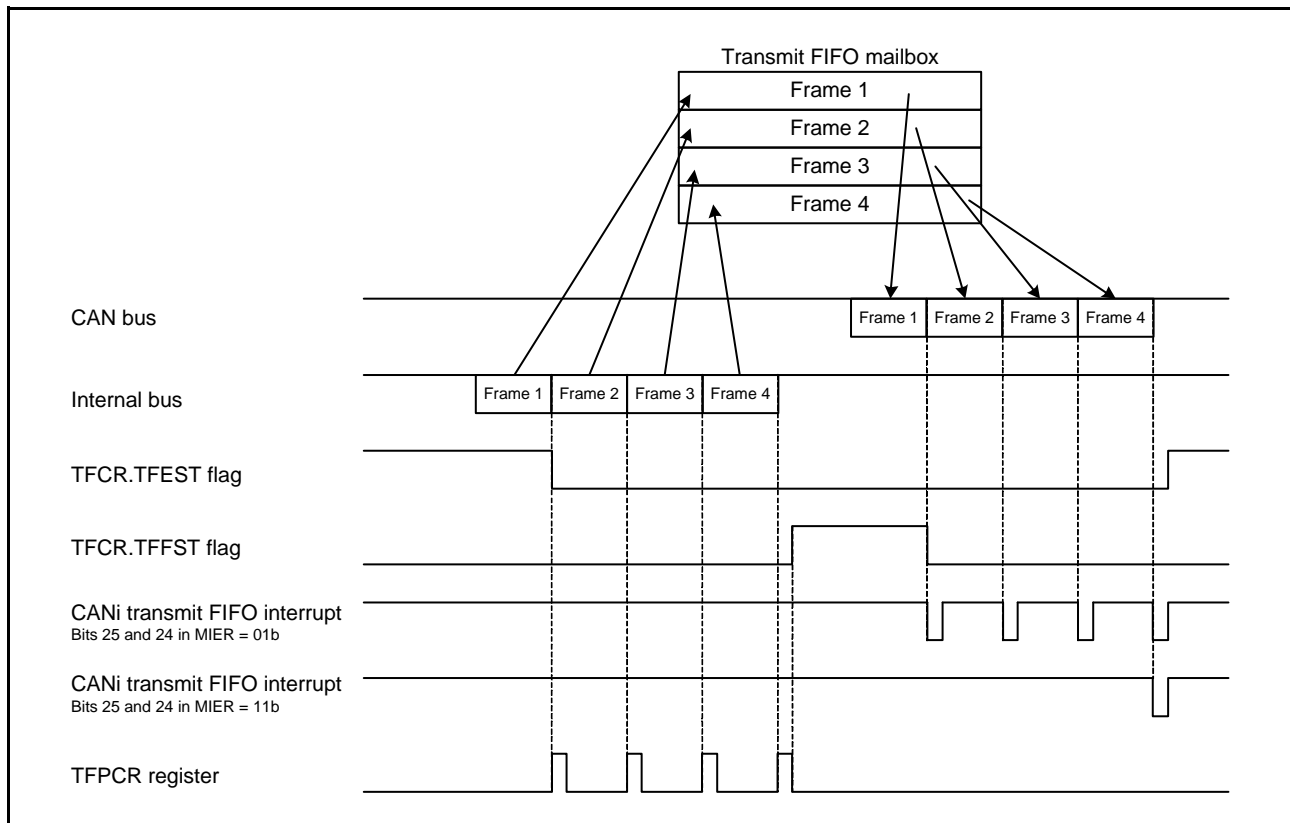 Transmit FIFO mailbox
Frame 1
Frame 2
Frame 3
Frame 4
CAN bus
Frame 1 Frame 2 Frame 3 Frame 4
Internal bus
Frame 1 Frame 2 Frame 3 Frame 4
TFCR.TFEST flag
TFCR.TFFST flag
CANi transmit FIFO interrupt
Bits 25 and 24 in MIER = 01b
CANi transmit FIFO interrupt
Bits 25 and 24 in MIER = 11b
TFPCR register